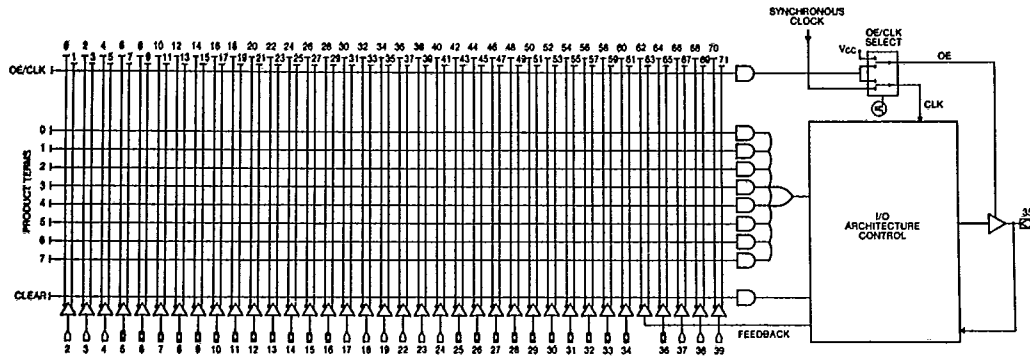 SYNCHRONOUS
CLOCK
OE/CLK
SELECT
0 2 4 6 8 10 12 14 16 18 20 22 24 26 28 30 32 34 36 38 40 42 44 46 48 50 52 54 56 58 60 62 64 66 68 70
1 3 5 7 9 11 13 15 17 19 21 23 25 27 29 31 33 35 37 39 41 43 45 47 49 51 53 55 57 59 61 63 65 67 69 71
VCC
OE
OE/CLK
CLK
PRODUCT TERMS
0
1
2
3
4
5
6
7
I/O
ARCHITECTURE
CONTROL
35
CLEAR
FEEDBACK
2 3 4 5 6 7 8 9 10 11 12 13 14 15 16 17 18 19 22 23 24 25 26 27 28 29 30 31 32 33 34 36 37 38 39